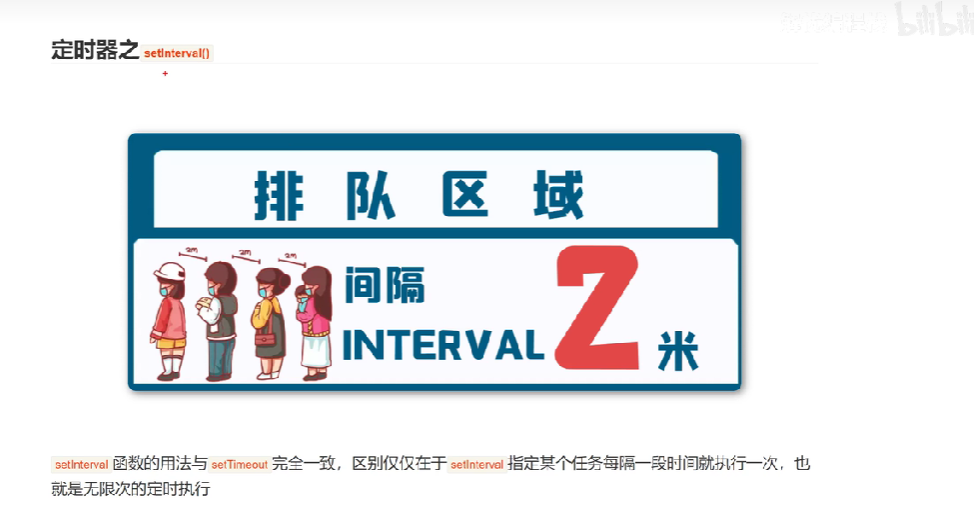 bilibili
定时器之 setInterval()
排队区域
2m 2m 2m
间隔
INTERVAL 2 米
setInterval 函数的用法与 setTimeout 完全一致，区别仅仅在于 setInterval 指定某个任务每隔一段时间就执行一次，也
就是无限次的定时执行